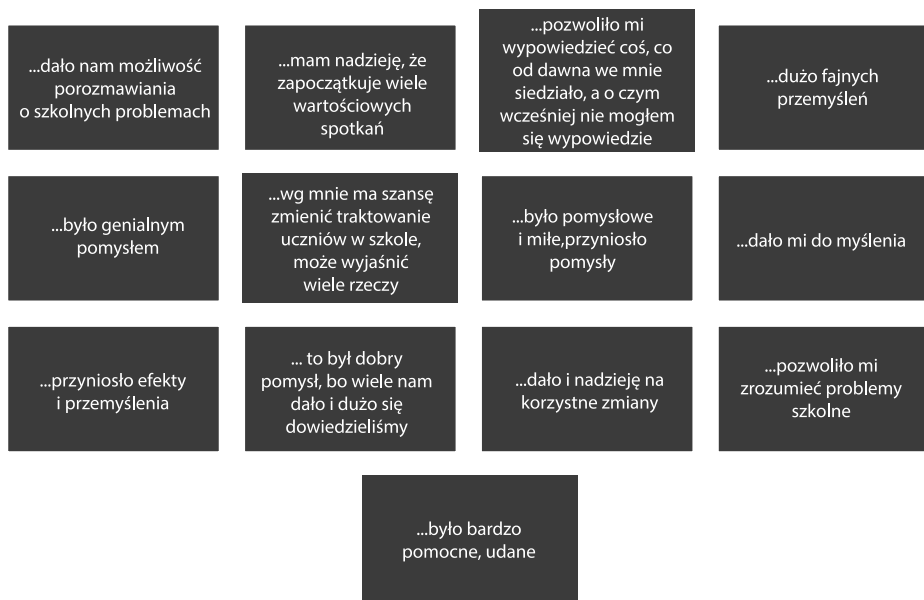 ...dało nam możliwość
porozmawiania
o szkolnych problemach
...mam nadzieję, że
zapoczątkuje wiele
wartościowych
spotkań
...pozwoliło mi
wypowiedzieć coś, co
od dawna we mnie
siedziało, a o czym
wcześniej nie mogłem
się wypowiedzie
...dużo fajnych
przemyśleń
...było genialnym
pomysłem
...wg mnie ma szansę
zmienić traktowanie
uczniów w szkole,
może wyjaśnić
wiele rzeczy
...było pomysłowe
i miłe,przyniosło
pomysły
...dało mi do myślenia
...przyniosło efekty
i przemyślenia
... to był dobry
pomysł, bo wiele nam
dało i dużo się
dowiedzieliśmy
...dało i nadzieję na
korzystne zmiany
...pozwoliło mi
zrozumieć problemy
szkolne
...było bardzo
pomocne, udane